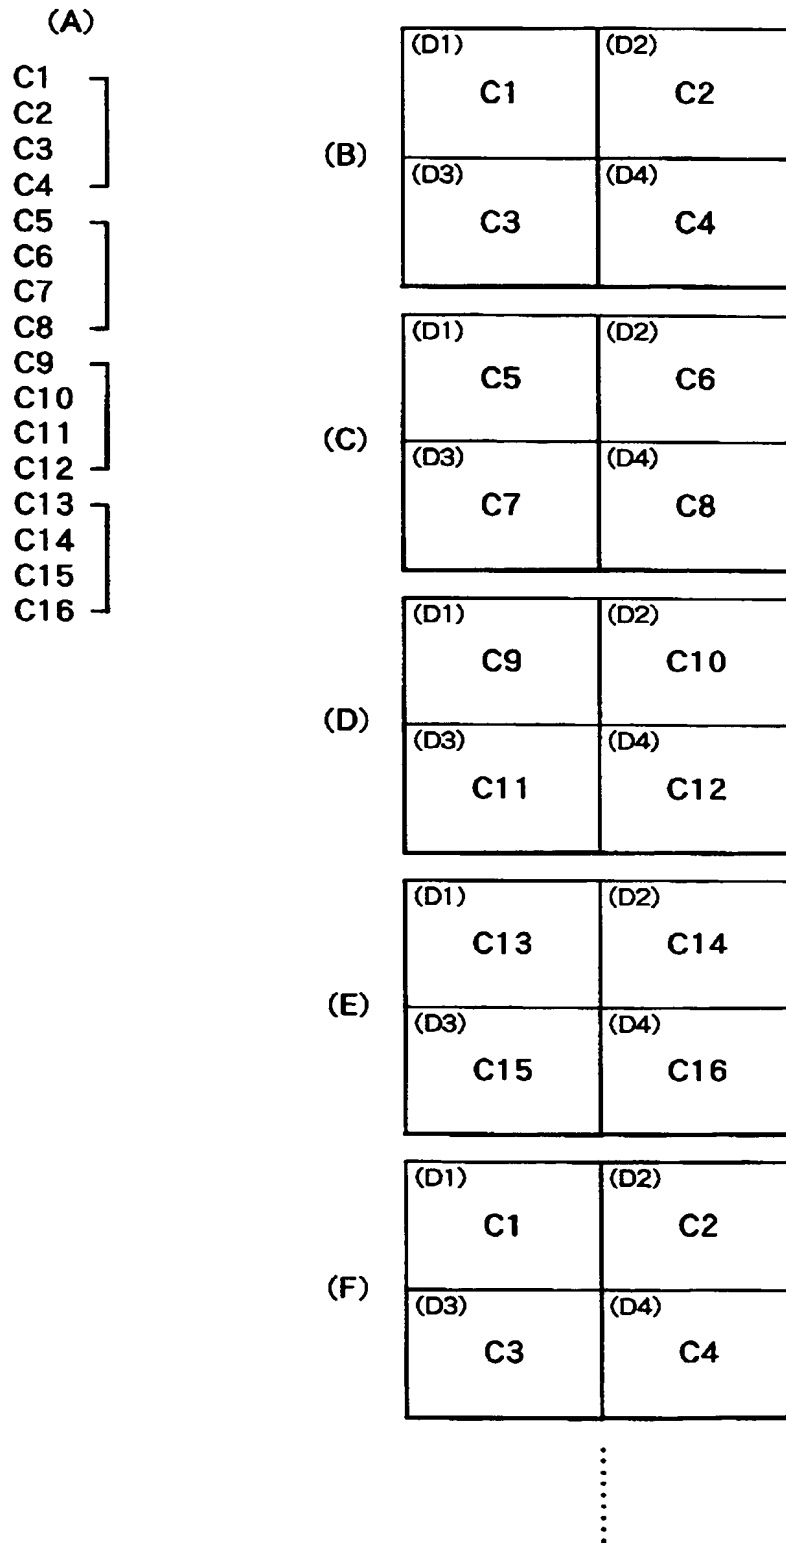 (A)
C1
C2
C3
C4
C5
C6
C7
C8
C9
C10
C11
C12
C13
C14
C15
C16
(B)
(D1) (D2)
C1 C2
(D3) (D4)
C3 C4
(C)
(D1) (D2)
C5 C6
(D3) (D4)
C7 C8
(D)
(D1) (D2)
C9 C10
(D3) (D4)
C11 C12
(E)
(D1) (D2)
C13 C14
(D3) (D4)
C15 C16
(F)
(D1) (D2)
C1 C2
(D3) (D4)
C3 C4